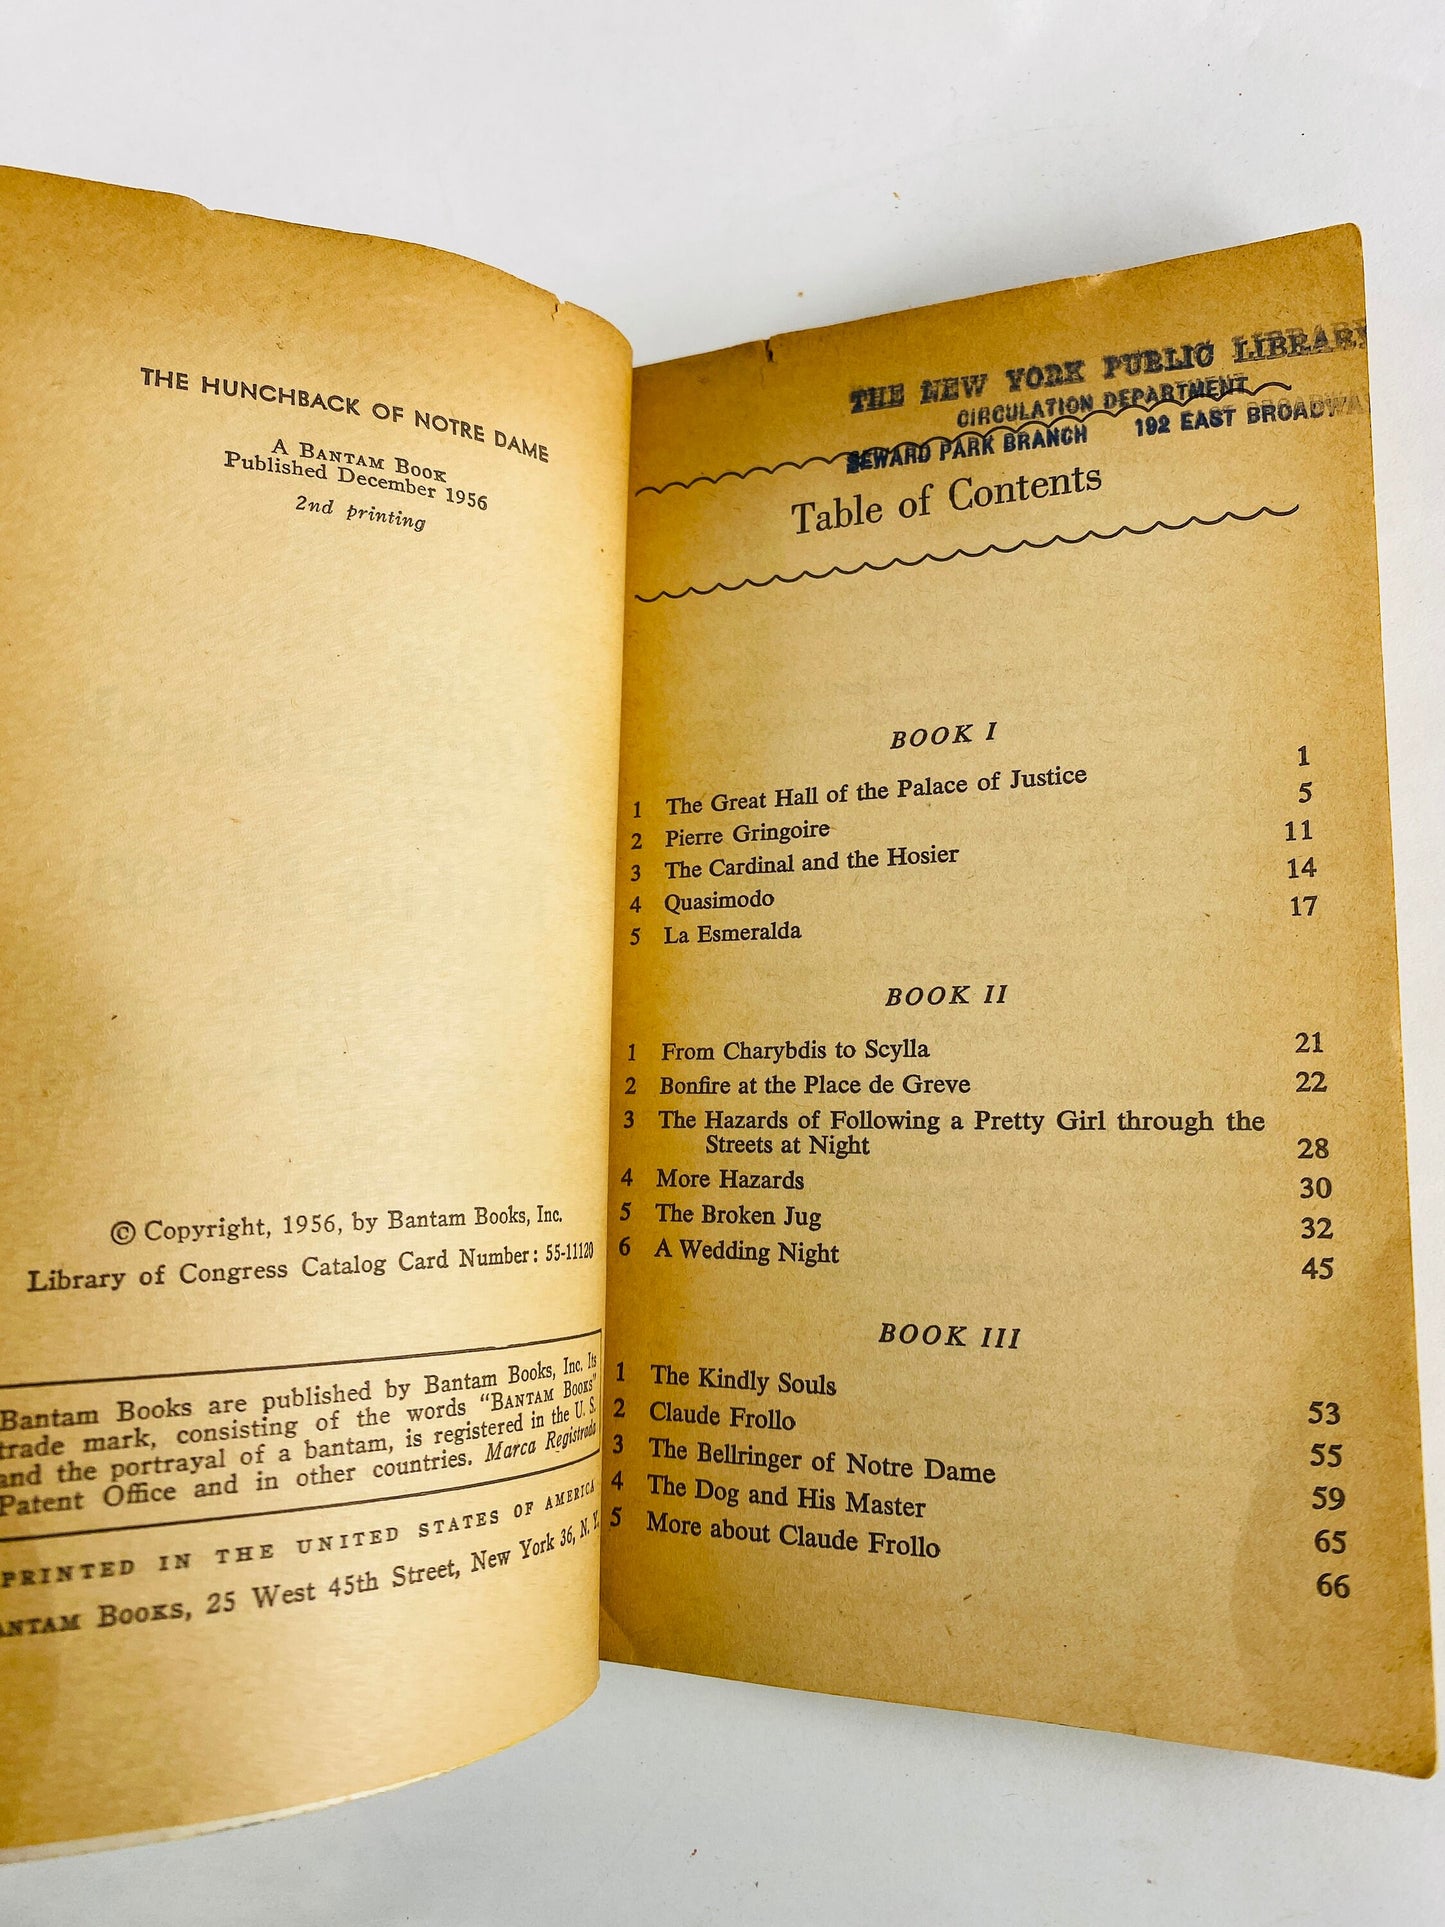 THE HUNCHBACK OF NOTRE DAME
A BANTAM BOOK
Published December 1956
2nd printing
© Copyright, 1956, by Bantam Books, Inc.
Library of Congress Catalog Card Number: 55-11120
Bantam Books are published by Bantam Books, Inc. Its
trade mark, consisting of the words "BANTAM BOOKS"
and the portrayal of a bantam, is registered in the U. S.
Patent Office and in other countries. Marca Registrada
PRINTED IN THE UNITED STATES OF AMERICA
BANTAM BOOKS, 25 West 45th Street, New York 36, N. Y.
THE NEW YORK PUBLIC LIBRARY
CIRCULATION DEPARTMENT
SEWARD PARK BRANCH 192 EAST BROADWA
Table of Contents
BOOK I
1 The Great Hall of the Palace of Justice 1
2 Pierre Gringoire 5
3 The Cardinal and the Hosier 11
4 Quasimodo 14
5 La Esmeralda 17
BOOK II
1 From Charybdis to Scylla 21
2 Bonfire at the Place de Greve 22
3 The Hazards of Following a Pretty Girl through the
Streets at Night 28
4 More Hazards 30
5 The Broken Jug 32
6 A Wedding Night 45
BOOK III
1 The Kindly Souls 53
2 Claude Frollo 55
3 The Bellringer of Notre Dame 59
4 The Dog and His Master 65
5 More about Claude Frollo 66